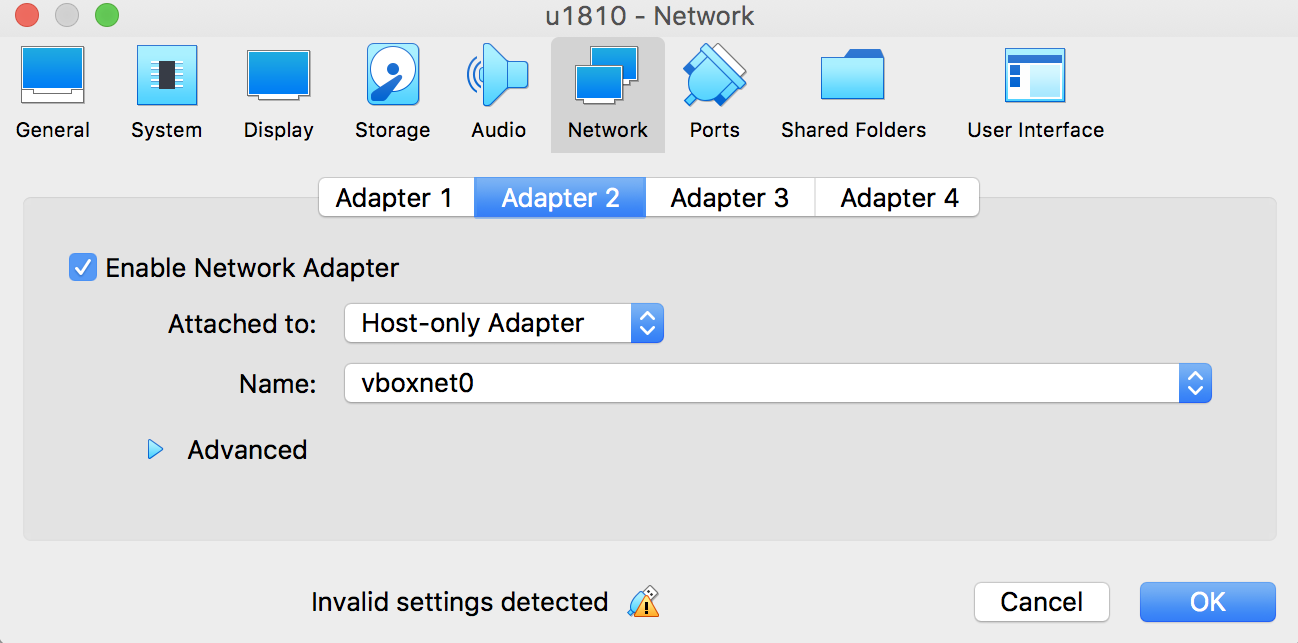 u1810 - Network
General System Display Storage Audio Network Ports Shared Folders User Interface
Adapter 1 Adapter 2 Adapter 3 Adapter 4
Enable Network Adapter
Attached to: Host-only Adapter
Name: vboxnet0
Advanced
Invalid settings detected Cancel OK